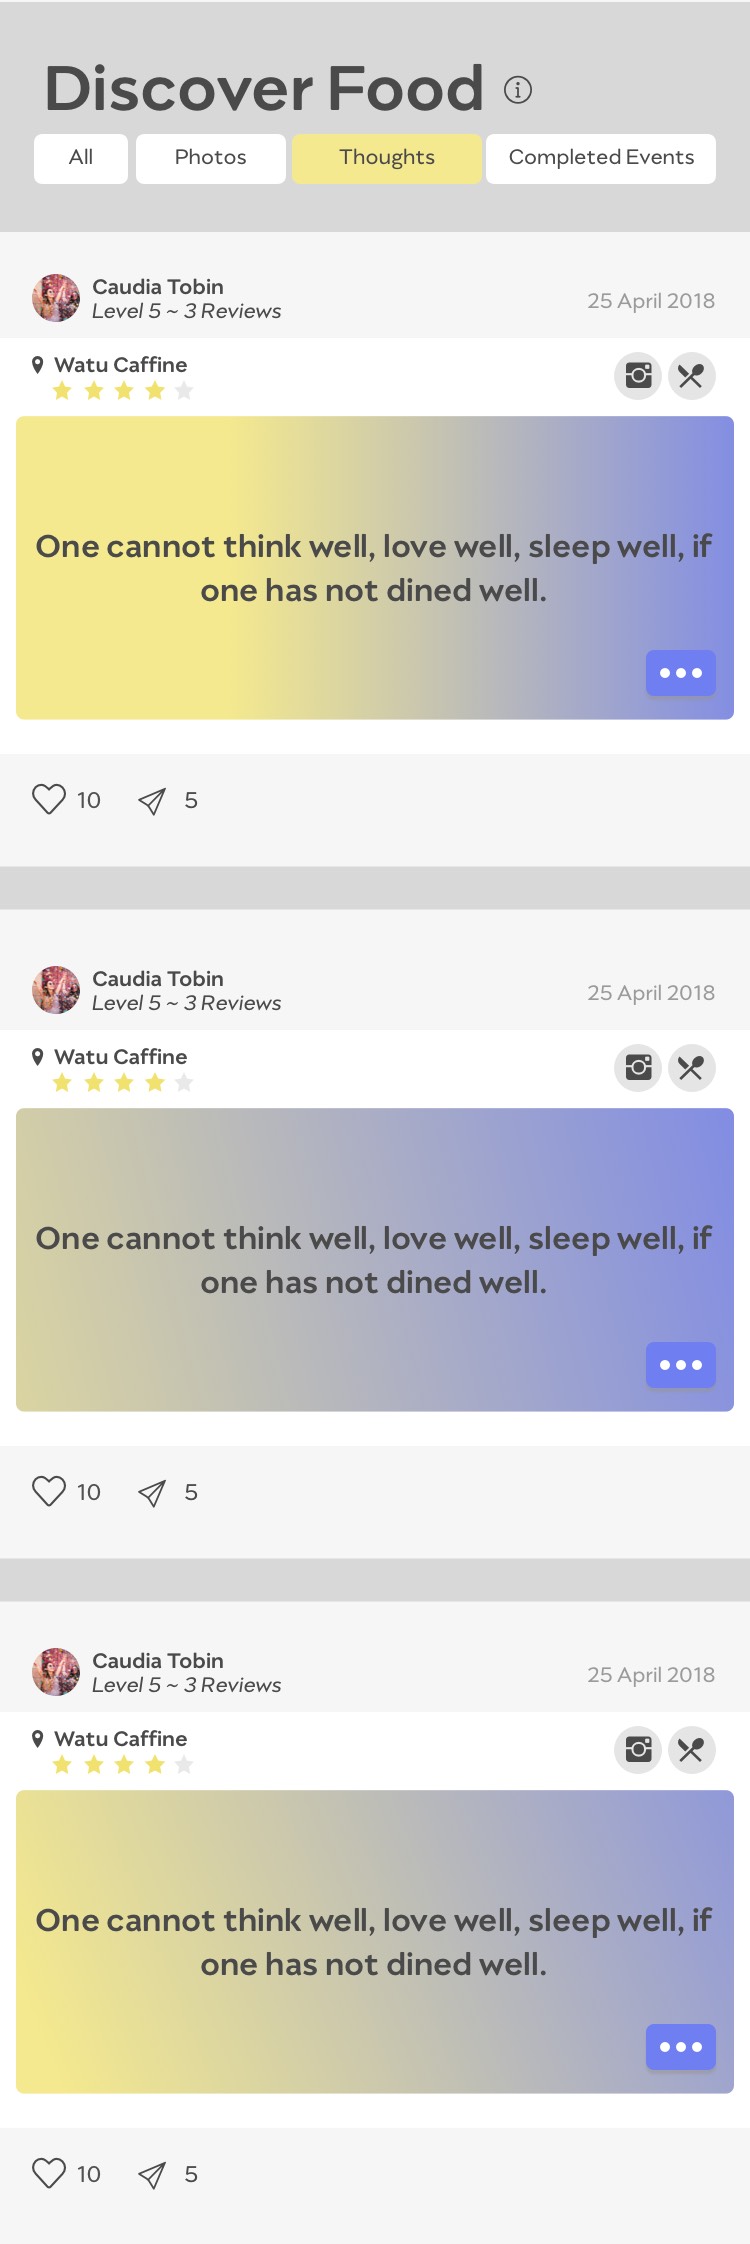 Discover Food
All Photos Thoughts Completed Events
Caudia Tobin
Level 5 ~ 3 Reviews
25 April 2018
Watu Caffine
One cannot think well, love well, sleep well, if
one has not dined well.
10 5
Caudia Tobin
Level 5 ~ 3 Reviews
25 April 2018
Watu Caffine
One cannot think well, love well, sleep well, if
one has not dined well.
10 5
Caudia Tobin
Level 5 ~ 3 Reviews
25 April 2018
Watu Caffine
One cannot think well, love well, sleep well, if
one has not dined well.
10 5